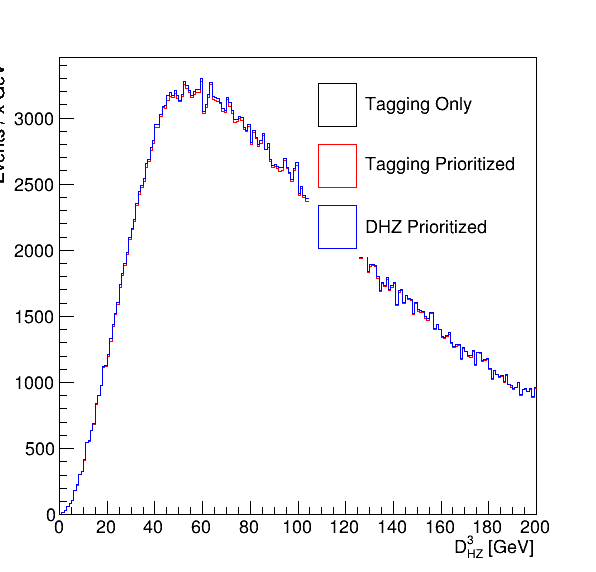 Events / x GeV
Tagging Only
Tagging Prioritized
DHZ Prioritized
3000
2500
2000
1500
1000
500
0
0 20 40 60 80 100 120 140 160 180 200
D³HZ [GeV]